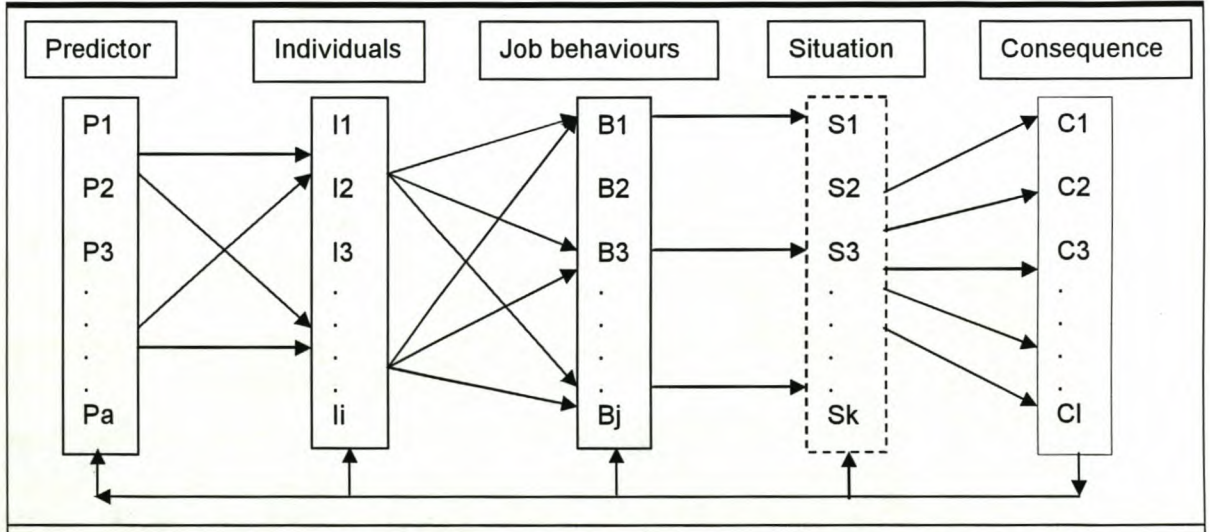 Predictor Individuals Job behaviours Situation Consequence
P1 I1 B1 S1 C1
P2 I2 B2 S2 C2
P3 I3 B3 S3 C3
. . . . .
. . . . .
. . . . .
. . . . .
Pa Ii Bj Sk Cl